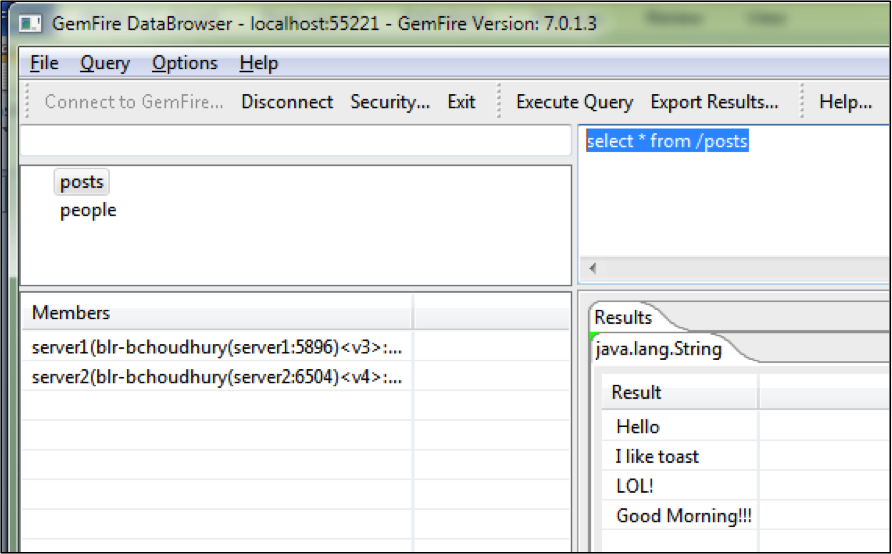 GemFire DataBrowser - localhost:55221 - GemFire Version: 7.0.1.3
File Query Options Help
Connect to GemFire... Disconnect Security... Exit Execute Query Export Results... Help...
select * from /posts
posts
people
Members
server1(blr-bchoudhury(server1:5896)<v3>:...
server2(blr-bchoudhury(server2:6504)<v4>:...
Results
java.lang.String
Result
Hello
I like toast
LOL!
Good Morning!!!